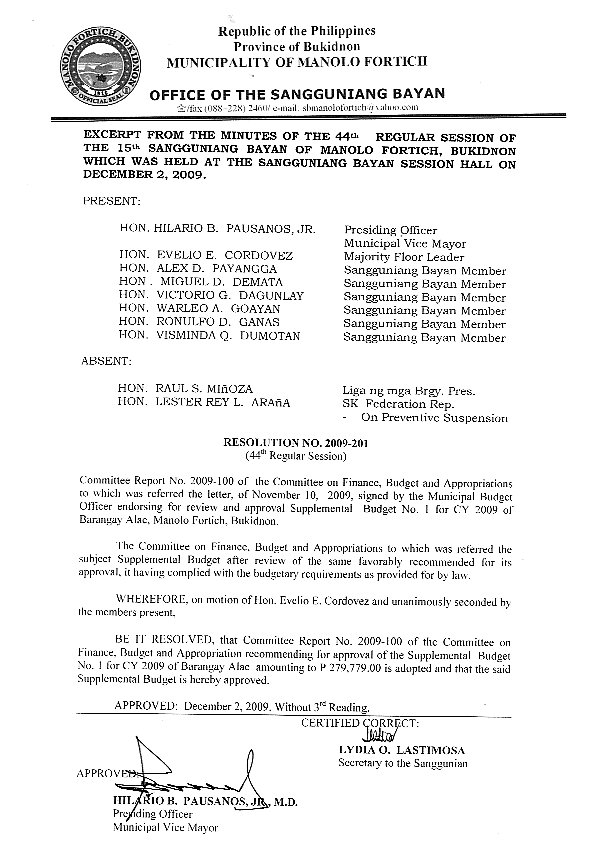 Republic of the Philippines
Province of Bukidnon
MUNICIPALITY OF MANOLO FORTICH
MANOLO FORTICH, BUKIDNON
OFFICIAL SEAL
OFFICE OF THE SANGGUNIANG BAYAN
☏/fax (088-228) 2460/ e-mail: sbmanolofortich@yahoo.com
EXCERPT FROM THE MINUTES OF THE 44th REGULAR SESSION OF
THE 15th SANGGUNIANG BAYAN OF MANOLO FORTICH, BUKIDNON
WHICH WAS HELD AT THE SANGGUNIANG BAYAN SESSION HALL ON
DECEMBER 2, 2009.
PRESENT:
HON. HILARIO B. PAUSANOS, JR. Presiding Officer
Municipal Vice Mayor
HON. EVELIO E. CORDOVEZ Majority Floor Leader
HON. ALEX D. PAYANGGA Sangguniang Bayan Member
HON . MIGUEL D. DEMATA Sangguniang Bayan Member
HON. VICTORIO G. DAGUNLAY Sangguniang Bayan Member
HON. WARLEO A. GOAYAN Sangguniang Bayan Member
HON. RONULFO D. GANAS Sangguniang Bayan Member
HON. VISMINDA Q. DUMOTAN Sangguniang Bayan Member
ABSENT:
HON. RAUL S. MIñOZA Liga ng mga Brgy. Pres.
HON. LESTER REY L. ARAñA SK Federation Rep.
- On Preventive Suspension
RESOLUTION NO. 2009-201
(44th Regular Session)
Committee Report No. 2009-100 of the Committee on Finance, Budget and Appropriations
to which was referred the letter, of November 10, 2009, signed by the Municipal Budget
Officer endorsing for review and approval Supplemental Budget No. 1 for CY 2009 of
Barangay Alae, Manolo Fortich, Bukidnon.
The Committee on Finance, Budget and Appropriations to which was referred the
subject Supplemental Budget after review of the same favorably recommended for its
approval, it having complied with the budgetary requirements as provided for by law.
WHEREFORE, on motion of Hon. Evelio E. Cordovez and unanimously seconded by
the members present,
BE IT RESOLVED, that Committee Report No. 2009-100 of the Committee on
Finance, Budget and Appropriation recommending for approval of the Supplemental Budget
No. 1 for CY 2009 of Barangay Alae amounting to P 279,779.00 is adopted and that the said
Supplemental Budget is hereby approved.
APPROVED: December 2, 2009. Without 3rd Reading.
CERTIFIED CORRECT:
LYDIA O. LASTIMOSA
Secretary to the Sanggunian
APPROVED:
HILARIO B. PAUSANOS, JR., M.D.
Presiding Officer
Municipal Vice Mayor